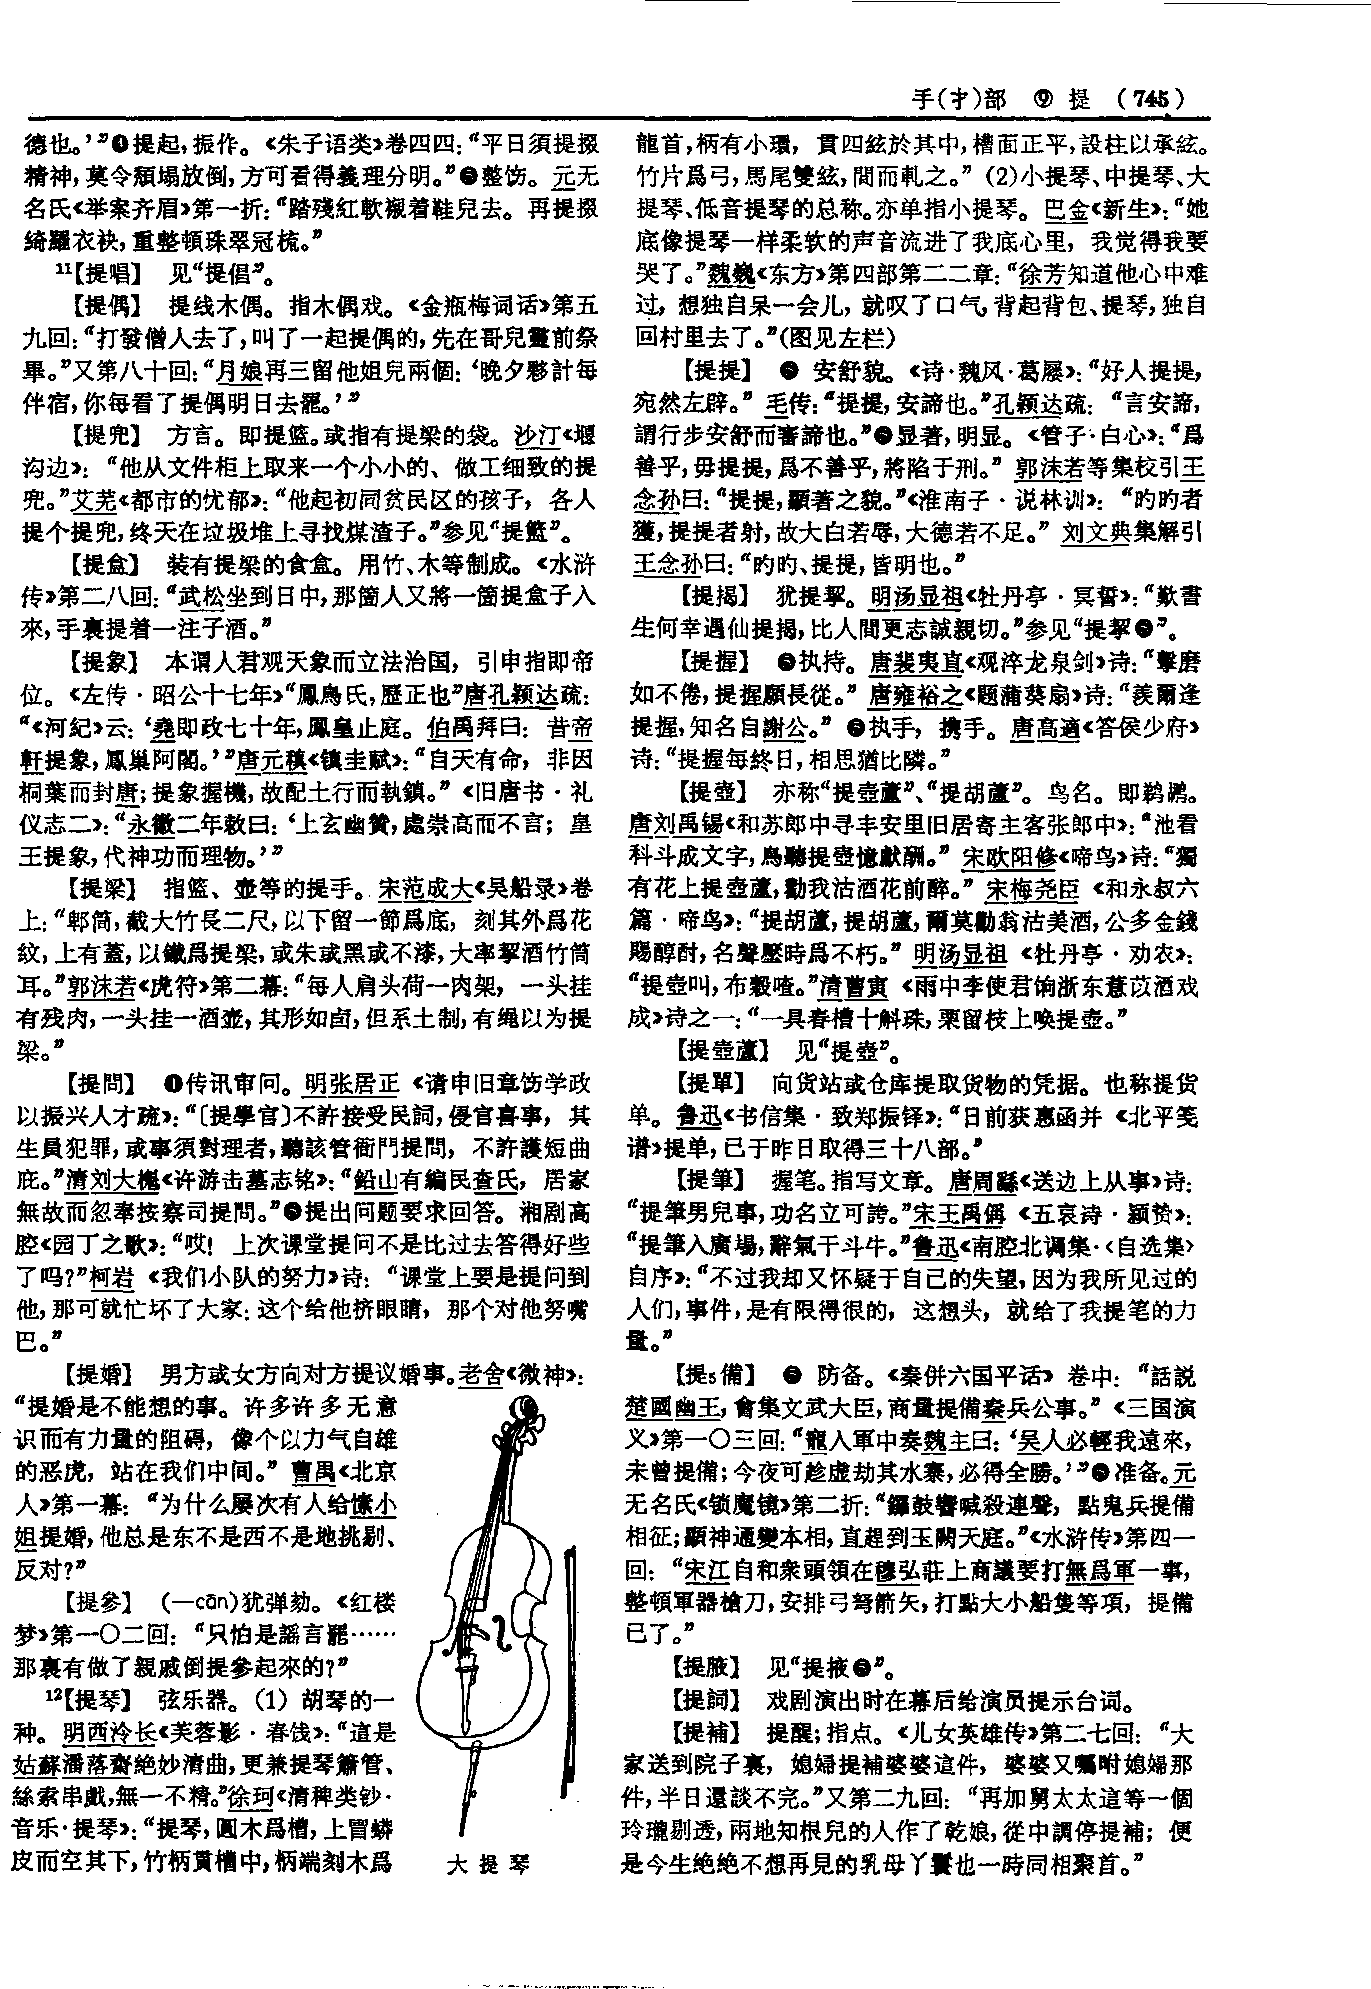 手(扌)部 ⑨ 提 (745)
德也。’”❶提起,振作。《朱子语类》卷四四:“平日須提掇
精神,莫令頽塌放倒,方可看得義理分明。”❷整饬。元无
名氏《举案齐眉》第一折:“踏殘紅軟襯着鞋兒去。再提掇
綺羅衣袂,重整頓珠翠冠梳。”
11【提唱】 见“提倡”。
【提偶】 提线木偶。指木偶戏。《金瓶梅词话》第五
九回:“打發僧人去了,叫了一起提偶的,先在哥兒靈前祭
畢。”又第八十回:“月娘再三留他姐兒兩個:‘晚夕夥計每
伴宿,你每看了提偶明日去罷。’”
【提兜】 方言。即提篮。或指有提梁的袋。沙汀《堰
沟边》:“他从文件柜上取来一个小小的、做工细致的提
兜。”艾芜《都市的忧郁》:“他起初同贫民区的孩子,各人
提个提兜,终天在垃圾堆上寻找煤渣子。”参见“提籃”。
【提盒】 装有提梁的食盒。用竹、木等制成。《水浒
传》第二八回:“武松坐到日中,那箇人又將一箇提盒子入
來,手裏提着一注子酒。”
【提象】 本谓人君观天象而立法治国,引申指即帝
位。《左传·昭公十七年》“鳳鳥氏,歷正也”唐孔颖达疏:
“《河紀》云:‘堯即政七十年,鳳皇止庭。伯禹拜曰:昔帝
軒提象,鳳巢阿閣。’”唐元稹《镇圭赋》:“自天有命,非因
桐葉而封唐;提象握機,故配土行而執鎮。”《旧唐书·礼
仪志二》:“永徽二年敕曰:‘上玄幽贊,處崇高而不言;皇
王提象,代神功而理物。’”
【提梁】 指篮、壶等的提手。宋范成大《吴船录》卷
上:“郫筒,截大竹長二尺,以下留一節爲底,刻其外爲花
紋,上有蓋,以鐵爲提梁,或朱或黑或不漆,大率挈酒竹筒
耳。”郭沫若《虎符》第二幕:“每人肩头荷一肉架,一头挂
有残肉,一头挂一酒壶,其形如卣,但系土制,有绳以为提
梁。”
【提問】 ❶传讯审问。明张居正《请申旧章饬学政
以振兴人才疏》:“〔提學官〕不許接受民詞,侵官喜事,其
生員犯罪,或事須對理者,聽該管衙門提問,不許護短曲
庇。”清刘大櫆《许游击墓志铭》:“鉛山有編民查氏,居家
無故而忽奉按察司提問。”❷提出问题要求回答。湘剧高
腔《园丁之歌》:“哎!上次课堂提问不是比过去答得好些
了吗?”柯岩《我们小队的努力》诗:“课堂上要是提问到
他,那可就忙坏了大家:这个给他挤眼睛,那个对他努嘴
巴。”
【提婚】 男方或女方向对方提议婚事。老舍《微神》:
“提婚是不能想的事。许多许多无意
识而有力量的阻碍,像个以力气自雄
的恶虎,站在我们中间。”曹禺《北京
人》第一幕:“为什么屡次有人给愫小
姐提婚,他总是东不是西不是地挑剔、
反对?”
【提參】 (—cān)犹弹劾。《红楼
梦》第一〇二回:“只怕是謡言罷……
那裏有做了親戚倒提參起來的?”
12【提琴】 弦乐器。(1)胡琴的一
种。明西泠长《芙蓉影·春饯》:“這是
姑蘇潘落齋絶妙清曲,更兼提琴簫管、
絲索串戲,無一不精。”徐珂《清稗类钞·
音乐·提琴》:“提琴,圓木爲槽,上冒蟒
皮而空其下,竹柄貫槽中,柄端刻木爲
大提琴
龍首,柄有小環,貫四絃於其中,槽面正平,設柱以承絃。
竹片爲弓,馬尾雙絃,間而軋之。”(2)小提琴、中提琴、大
提琴、低音提琴的总称。亦单指小提琴。巴金《新生》:“她
底像提琴一样柔软的声音流进了我底心里,我觉得我要
哭了。”魏巍《东方》第四部第二二章:“徐芳知道他心中难
过,想独自呆一会儿,就叹了口气,背起背包、提琴,独自
回村里去了。”(图见左栏)
【提提】 ❶安舒貌。《诗·魏风·葛屦》:“好人提提,
宛然左辟。”毛传:“提提,安諦也。”孔颖达疏:“言安諦,
謂行步安舒而審諦也。”❷显著,明显。《管子·白心》:“爲
善乎,毋提提,爲不善乎,將陷于刑。”郭沫若等集校引王
念孙曰:“提提,顯著之貌。”《淮南子·说林训》:“旳旳者
獲,提提者射,故大白若辱,大德若不足。”刘文典集解引
王念孙曰:“旳旳、提提,皆明也。”
【提揭】 犹提挈。明汤显祖《牡丹亭·冥誓》:“歎書
生何幸遇仙提揭,比人間更志誠親切。”参见“提挈❷”。
【提握】 ❶执持。唐裴夷直《观淬龙泉剑》诗:“擊磨
如不倦,提握願長從。”唐雍裕之《题蒲葵扇》诗:“羨爾逢
提握,知名自謝公。”❷执手,携手。唐高適《答侯少府》
诗:“提握每終日,相思猶比隣。”
【提壺】 亦称“提壺蘆”、“提胡蘆”。鸟名。即鹈鹕。
唐刘禹锡《和苏郎中寻丰安里旧居寄主客张郎中》:“池看
科斗成文字,鳥聽提壺憶獻酬。”宋欧阳修《啼鸟》诗:“獨
有花上提壺蘆,勸我沽酒花前醉。”宋梅尧臣《和永叔六
篇·啼鸟》:“提胡蘆,提胡蘆,爾莫勸翁沽美酒,公多金錢
賜醇酎,名聲壓時爲不朽。”明汤显祖《牡丹亭·劝农》:
“提壺叫,布穀喳。”清曹寅《雨中李使君饷浙东薏苡酒戏
成》诗之一:“一具春槽十斛珠,栗留枝上唤提壺。”
【提壺蘆】 见“提壺”。
【提單】 向货站或仓库提取货物的凭据。也称提货
单。鲁迅《书信集·致郑振铎》:“日前获惠函并《北平笺
谱》提单,已于昨日取得三十八部。”
【提筆】 握笔。指写文章。唐周繇《送边上从事》诗:
“提筆男兒事,功名立可誇。”宋王禹偁《五哀诗·颍贽》:
“提筆入廣場,辭氣干斗牛。”鲁迅《南腔北调集·〈自选集〉
自序》:“不过我却又怀疑于自己的失望,因为我所见过的
人们,事件,是有限得很的,这想头,就给了我提笔的力
量。”
【提5備】 ❶防备。《秦併六国平话》卷中:“話説
楚國幽王,會集文武大臣,商量提備秦兵公事。”《三国演
义》第一〇三回:“寵入軍中奏魏主曰:‘吴人必輕我遠來,
未曾提備;今夜可趁虚劫其水寨,必得全勝。’”❷准备。元
无名氏《锁魔镜》第二折:“鑼鼓響喊殺連聲,點鬼兵提備
相征;顯神通變本相,直趕到玉闕天庭。”《水浒传》第四一
回:“宋江自和衆頭領在穆弘莊上商議要打無爲軍一事,
整頓軍器槍刀,安排弓弩箭矢,打點大小船隻等項,提備
已了。”
【提腋】 见“提掖❷”。
【提詞】 戏剧演出时在幕后给演员提示台词。
【提補】 提醒;指点。《儿女英雄传》第二七回:“大
家送到院子裏,媳婦提補婆婆這件,婆婆又囑咐媳婦那
件,半日還談不完。”又第二九回:“再加舅太太這等一個
玲瓏剔透,兩地知根兒的人作了乾娘,從中調停提補;便
是今生絶絶不想再見的乳母丫鬟也一時同相聚首。”